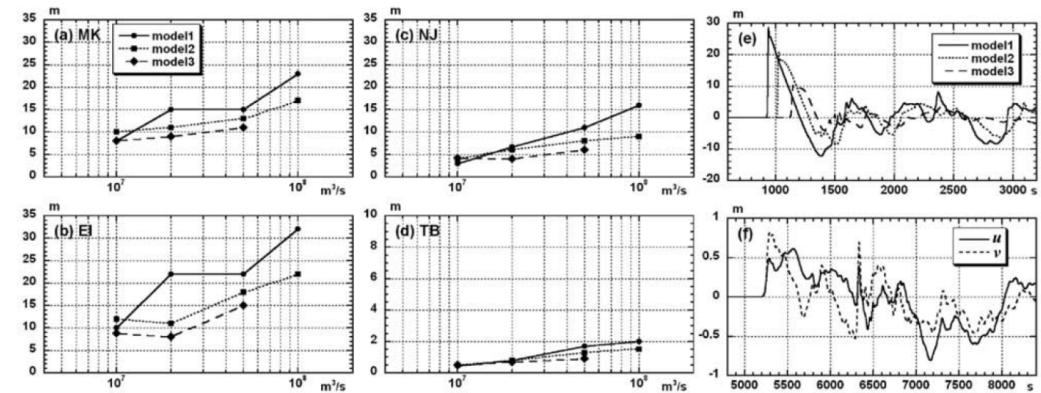 m
35
(a) MK
model1
30
model2
25
model3
20
15
10
5
0
10⁷
10⁸
m³/s
m
35
(c) NJ
30
25
20
15
10
5
0
10⁷
10⁸
m³/s
m
30
(e)
model1
20
model2
model3
10
0
-10
-20
1000
1500
2000
2500
3000
s
m
35
(b) EI
30
25
20
15
10
5
0
10⁷
10⁸
m³/s
m
10
(d) TB
8
6
4
2
0
10⁷
10⁸
m³/s
m
1
(f)
u
v
0.5
0
-0.5
-1
5000
5500
6000
6500
7000
7500
8000
s